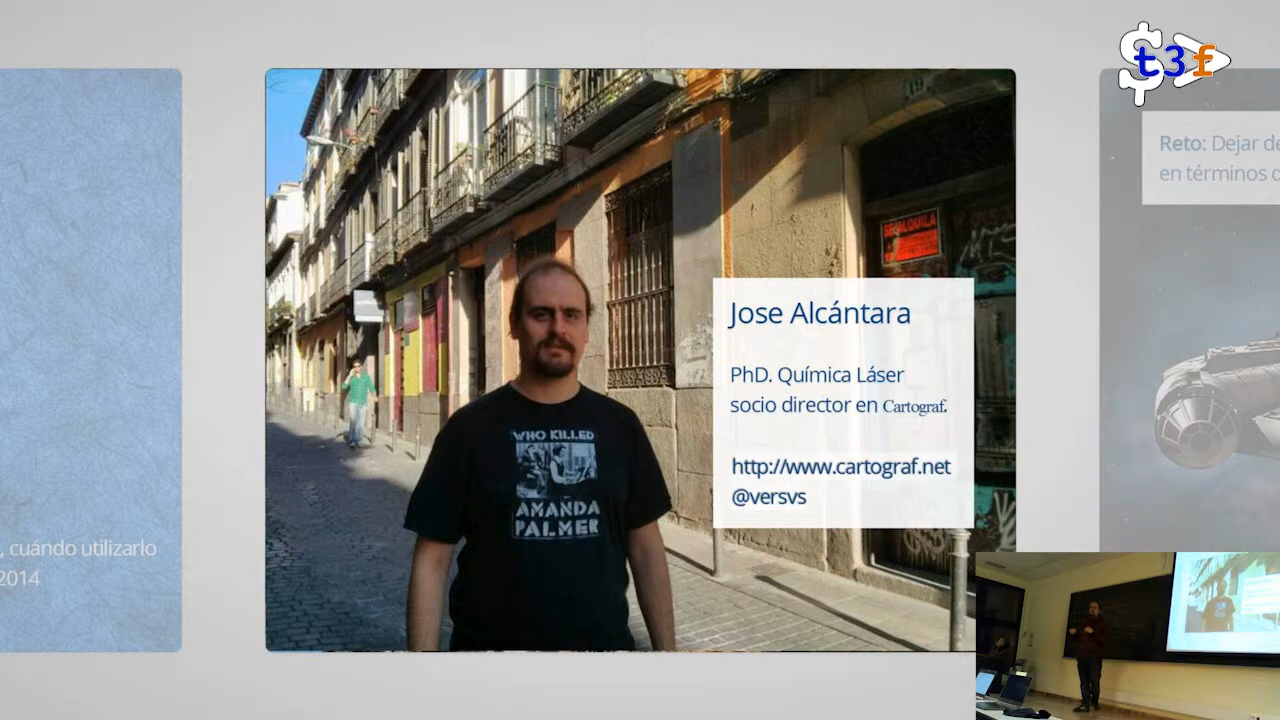 $ t3f
Reto: Dejar de
en términos d
19
SE ALQUILA
Jose Alcántara
PhD. Química Láser
socio director en Cartograf.
http://www.cartograf.net
@versvs
WHO KILLED
AMANDA
PALMER
, cuándo utilizarlo
2014